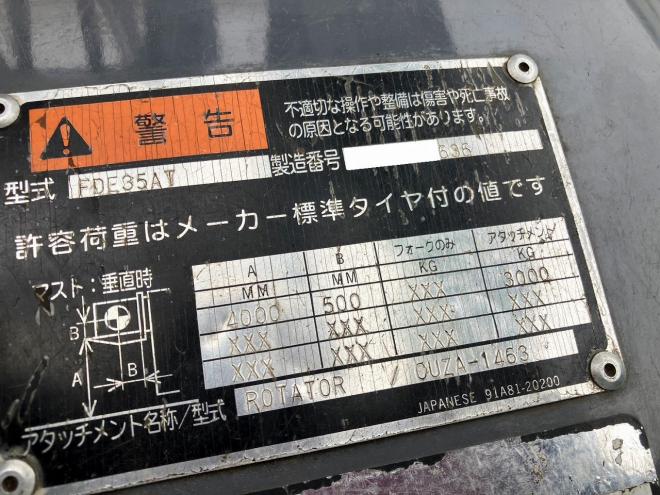 警告
不適切な操作や整備は傷害や死亡事故
の原因となる可能性があります。
型式 FDE35AT
製造番号 636
許容荷重はメーカー標準タイヤ付の値です
マスト:垂直時
A B フォークのみ アタッチメント
MM MM KG KG
4000 500 XXX 3000
XXX XXX XXX XXX
XXX XXX XXX XXX
B
A
B
アタッチメント名称/型式 ROTATOR / OUZA-1463
JAPANESE 91A81-20200